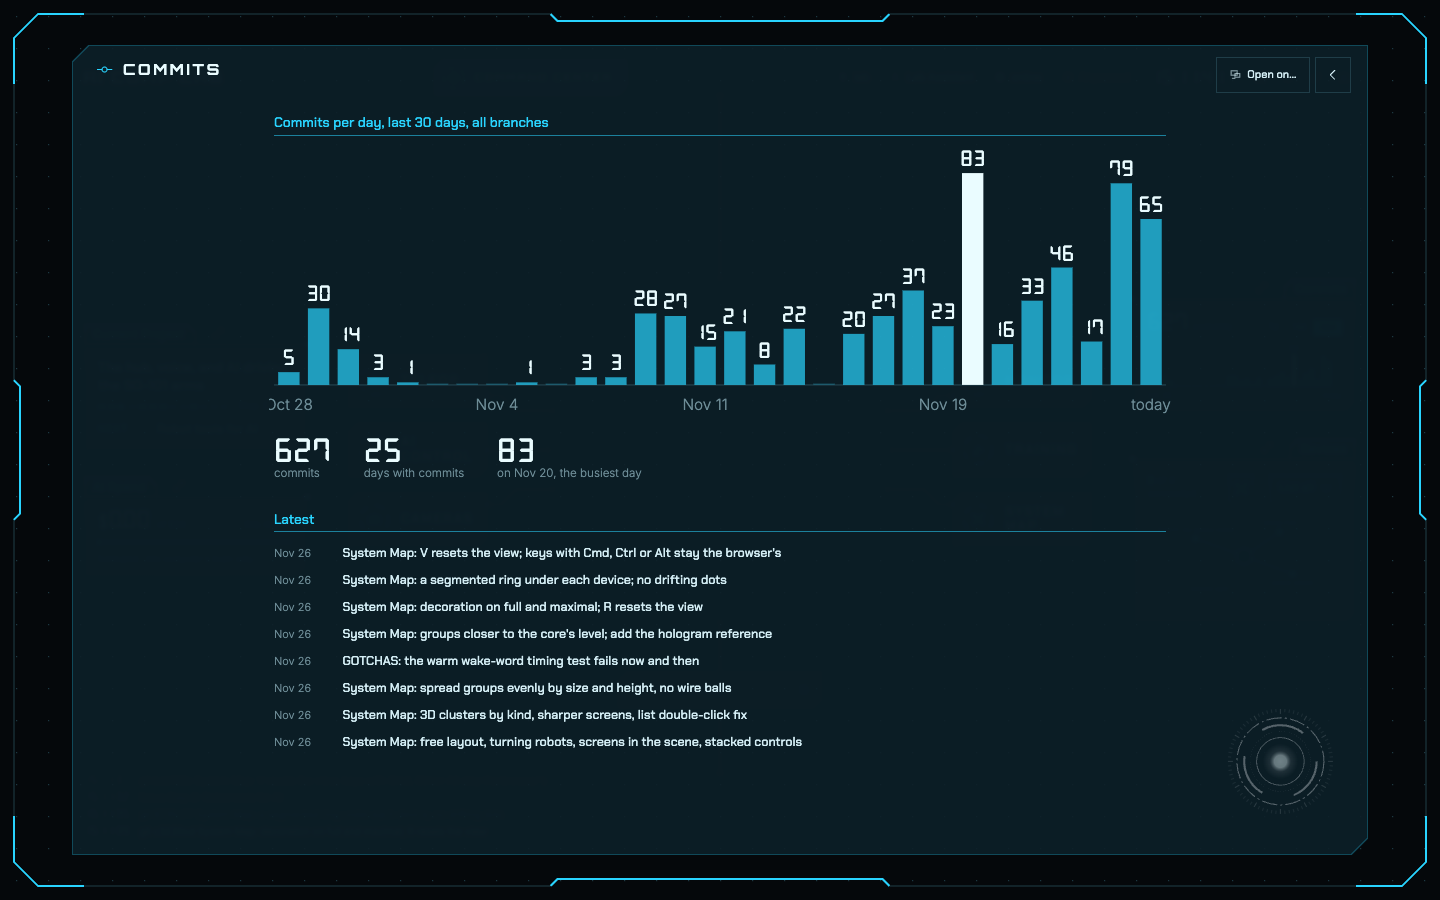 COMMITS
Open on...
Commits per day, last 30 days, all branches
5 30 14 3 1 1 3 3 28 27 15 21 8 22 20 27 37 23 83 16 33 46 17 79 65
Oct 28 Nov 4 Nov 11 Nov 19 today
627 25 83
commits days with commits on Nov 20, the busiest day
Latest
Nov 26 System Map: V resets the view; keys with Cmd, Ctrl or Alt stay the browser's
Nov 26 System Map: a segmented ring under each device; no drifting dots
Nov 26 System Map: decoration on full and maximal; R resets the view
Nov 26 System Map: groups closer to the core's level; add the hologram reference
Nov 26 GOTCHAS: the warm wake-word timing test fails now and then
Nov 26 System Map: spread groups evenly by size and height, no wire balls
Nov 26 System Map: 3D clusters by kind, sharper screens, list double-click fix
Nov 26 System Map: free layout, turning robots, screens in the scene, stacked controls